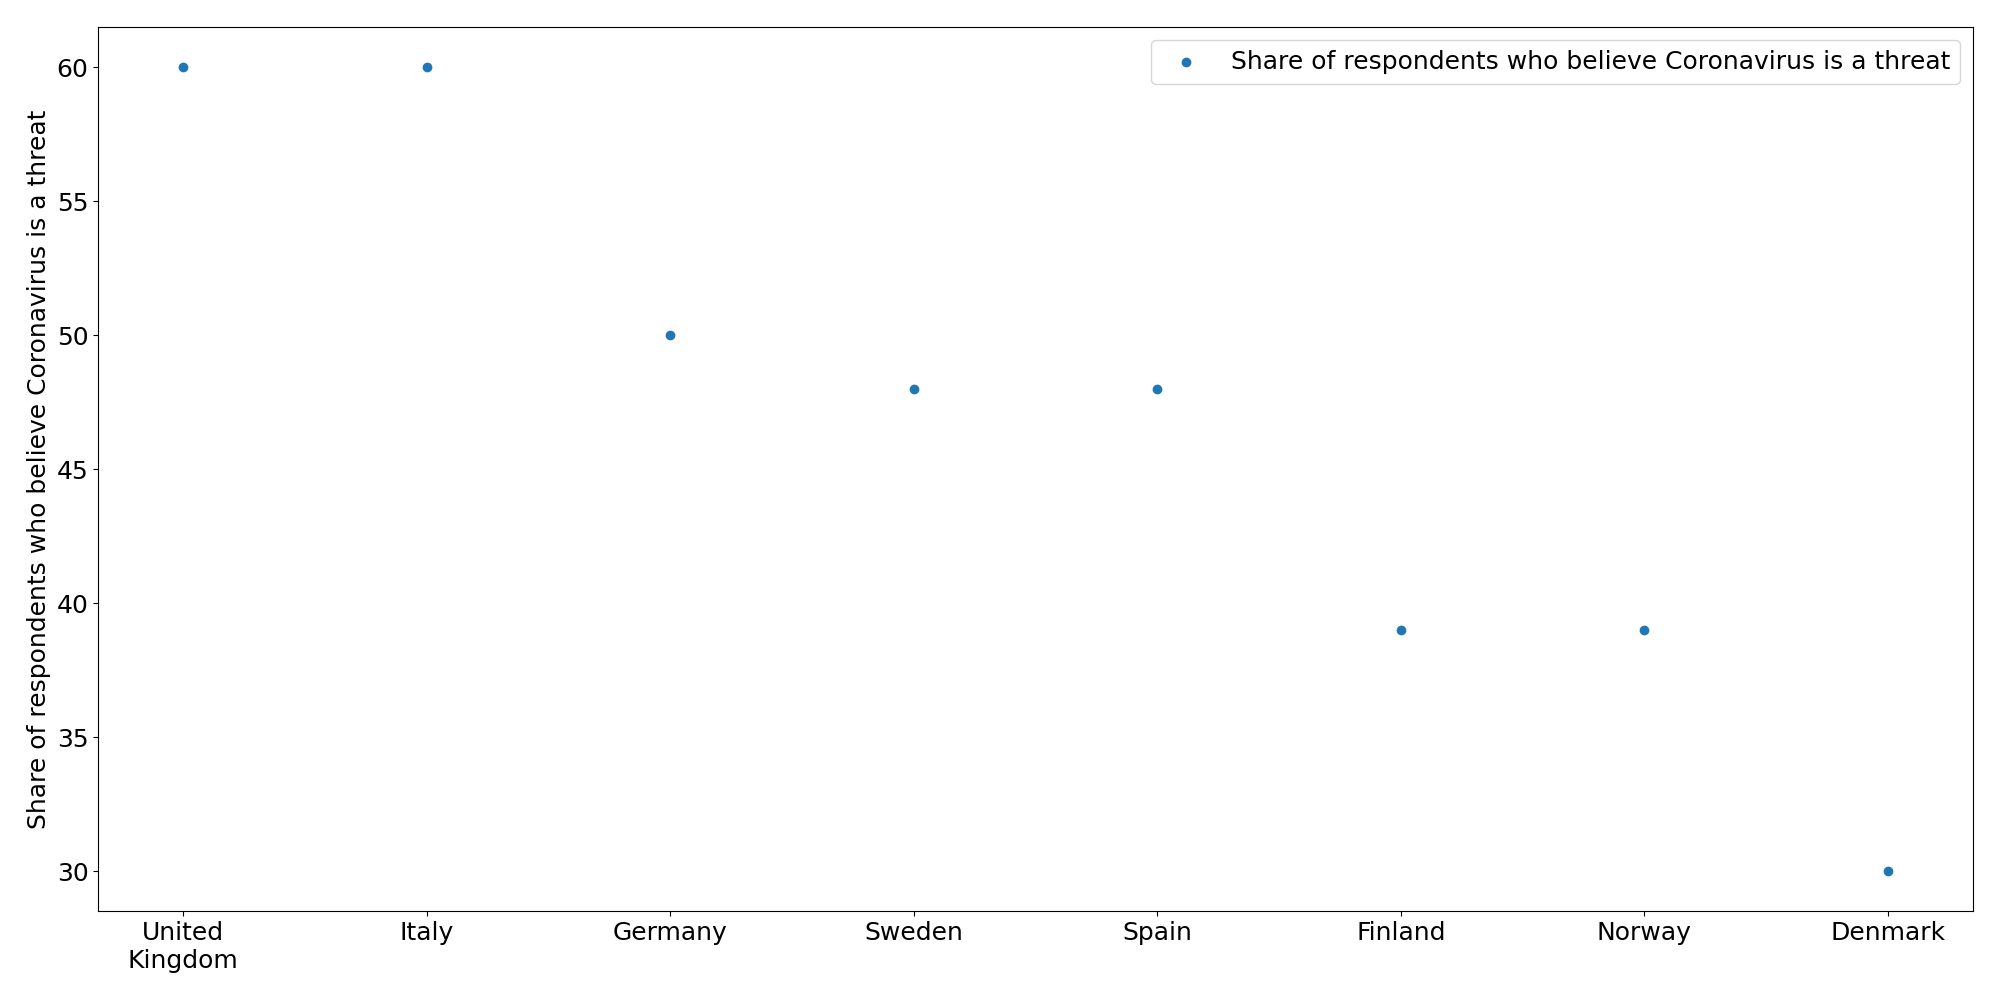 Share of respondents who believe Coronavirus is a threat
Share of respondents who believe Coronavirus is a threat
60
55
50
45
40
35
30
United
Kingdom
Italy
Germany
Sweden
Spain
Finland
Norway
Denmark